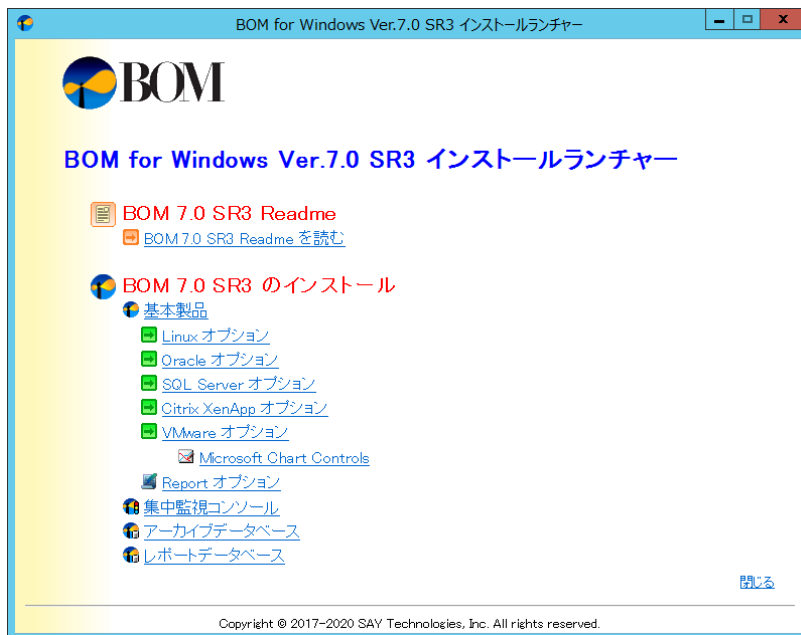 BOM for Windows Ver.7.0 SR3 インストールランチャー
BOM
BOM for Windows Ver.7.0 SR3 インストールランチャー
BOM 7.0 SR3 Readme
BOM 7.0 SR3 Readme を読む
BOM 7.0 SR3 のインストール
基本製品
Linux オプション
Oracle オプション
SQL Server オプション
Citrix XenApp オプション
VMware オプション
Microsoft Chart Controls
Report オプション
集中監視コンソール
アーカイブデータベース
レポートデータベース
閉じる
Copyright © 2017-2020 SAY Technologies, Inc. All rights reserved.